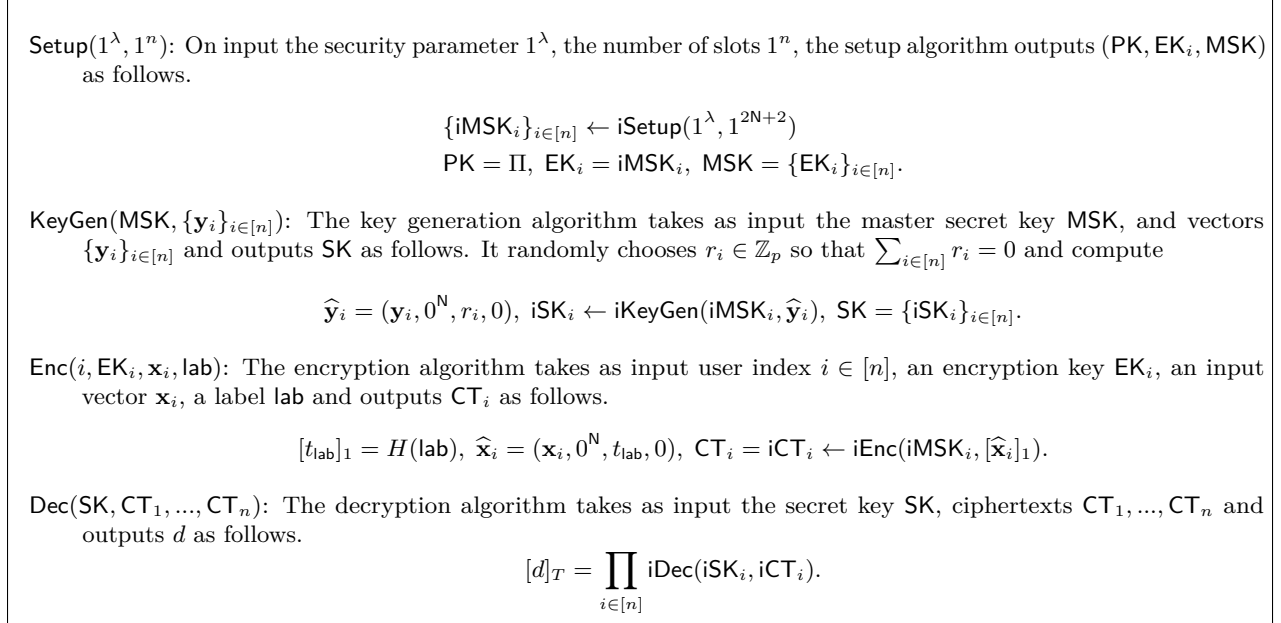 Setup(1^λ, 1^n): On input the security parameter 1^λ, the number of slots 1^n, the setup algorithm outputs (PK, EK_i, MSK)
as follows.
{iMSK_i}_{i∈[n]} ← iSetup(1^λ, 1^{2N+2})
PK = Π, EK_i = iMSK_i, MSK = {EK_i}_{i∈[n]}.
KeyGen(MSK, {y_i}_{i∈[n]}): The key generation algorithm takes as input the master secret key MSK, and vectors
{y_i}_{i∈[n]} and outputs SK as follows. It randomly chooses r_i ∈ ℤ_p so that ∑_{i∈[n]} r_i = 0 and compute
ŷ_i = (y_i, 0^N, r_i, 0), iSK_i ← iKeyGen(iMSK_i, ŷ_i), SK = {iSK_i}_{i∈[n]}.
Enc(i, EK_i, x_i, lab): The encryption algorithm takes as input user index i ∈ [n], an encryption key EK_i, an input
vector x_i, a label lab and outputs CT_i as follows.
[t_lab]_1 = H(lab), x̂_i = (x_i, 0^N, t_lab, 0), CT_i = iCT_i ← iEnc(iMSK_i, [x̂_i]_1).
Dec(SK, CT_1, ..., CT_n): The decryption algorithm takes as input the secret key SK, ciphertexts CT_1, ..., CT_n and
outputs d as follows.
[d]_T = ∏_{i∈[n]} iDec(iSK_i, iCT_i).